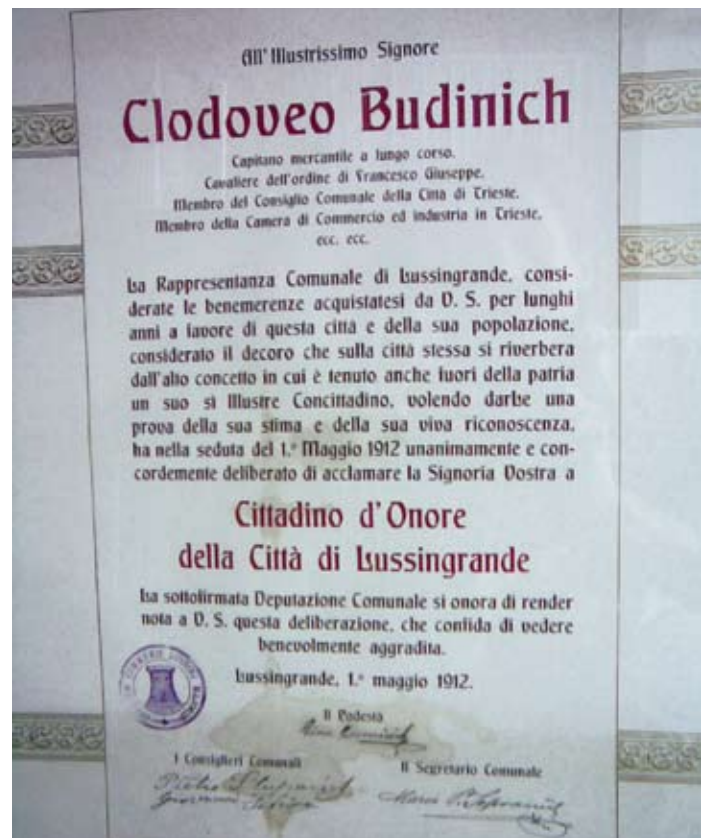 All' Illustrissimo Signore
Clodoveo Budinich
Capitano mercantile a lungo corso.
Cavaliere dell'ordine di Francesco Giuseppe.
Membro del Consiglio Comunale della Città di Trieste.
Membro della Camera di Commercio ed industria in Trieste.
ecc. ecc.
La Rappresentanza Comunale di Lussingrande, consi-
derate le benemerenze acquistatesi da V. S. per lunghi
anni a favore di questa città e della sua popolazione,
considerato il decoro che sulla città stessa si riverbera
dall'alto concetto in cui è tenuto anche fuori della patria
un suo sì Illustre Concittadino, volendo darbe una
prova della sua stima e della sua viva riconoscenza,
ha nella seduta del 1.º Maggio 1912 unanimamente e con-
cordemente deliberato di acclamare la Signoria Vostra a
Cittadino d'Onore
della Città di Lussingrande
La sottofirmata Deputazione Comunale si onora di render
nota a V. S. questa deliberazione, che confida di vedere
benevolmente aggradita.
Lussingrande, 1.º maggio 1912.
Il Podestà
I Consiglieri Comunali
Il Segretario Comunale
Pietro
Giovanni